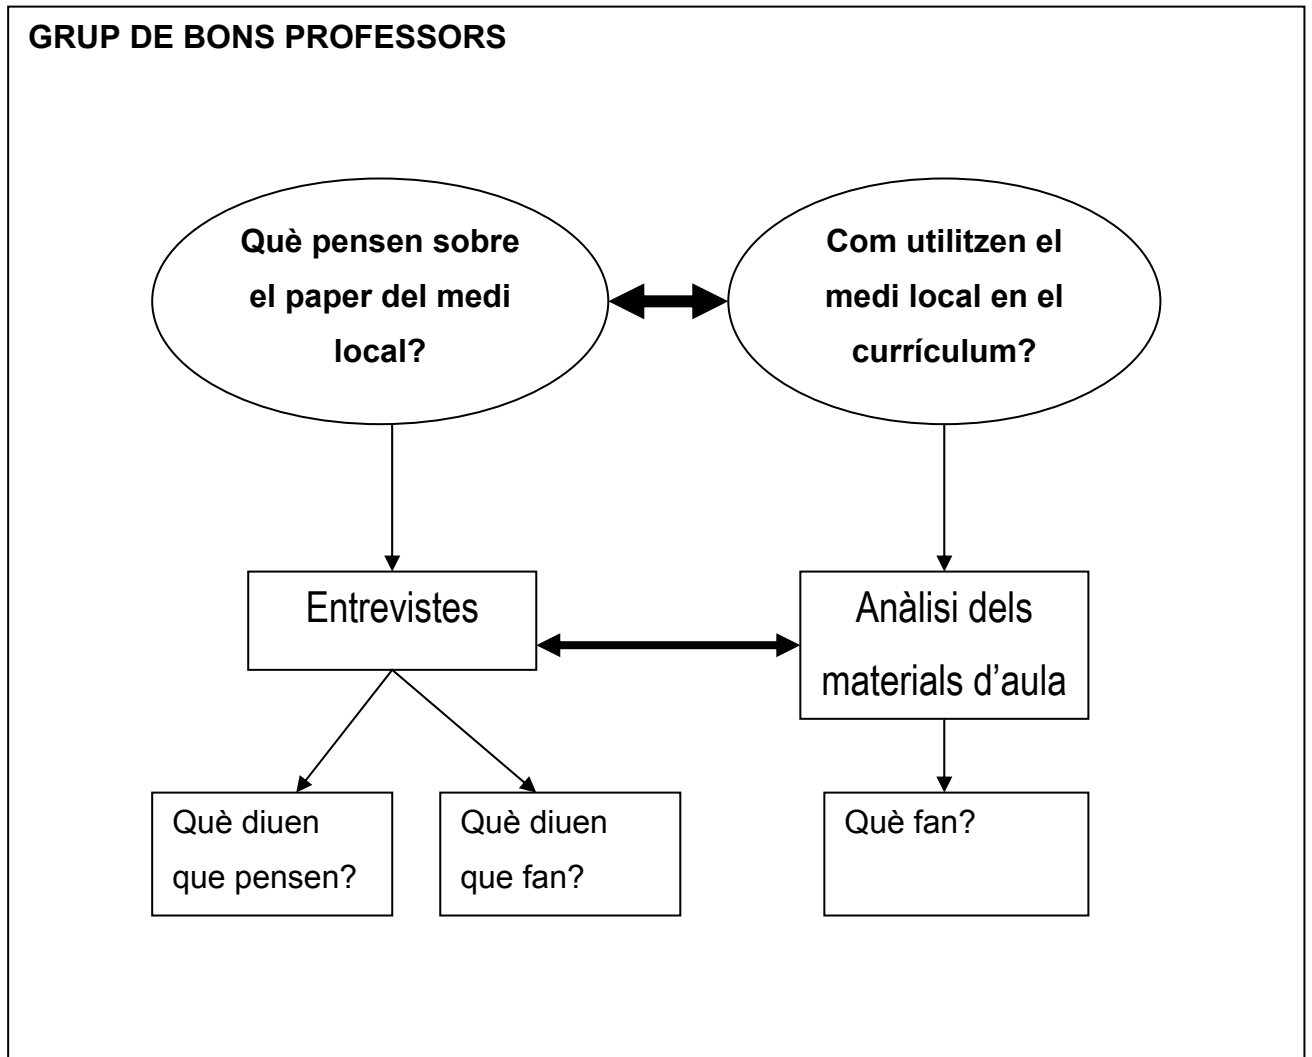 GRUP DE BONS PROFESSORS
Què pensen sobre
el paper del medi
local?
Com utilitzen el
medi local en el
currículum?
Entrevistes
Anàlisi dels
materials d’aula
Què diuen
que pensen?
Què diuen
que fan?
Què fan?